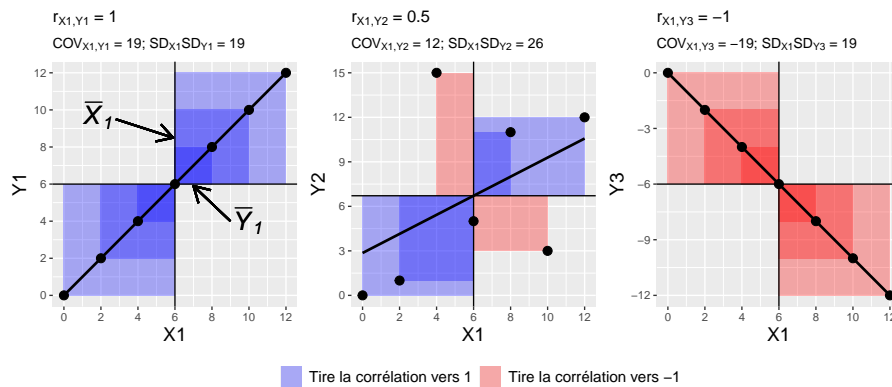 r_X1,Y1 = 1
COV_X1,Y1 = 19; SD_X1SD_Y1 = 19
12
10
8
6
4
2
0
Y1
X̅₁
Y̅₁
0 2 4 6 8 10 12
X1
r_X1,Y2 = 0.5
COV_X1,Y2 = 12; SD_X1SD_Y2 = 26
15
12
9
6
3
0
Y2
0 2 4 6 8 10 12
X1
r_X1,Y3 = −1
COV_X1,Y3 = −19; SD_X1SD_Y3 = 19
0
−3
−6
−9
−12
Y3
0 2 4 6 8 10 12
X1
Tire la corrélation vers 1
Tire la corrélation vers −1